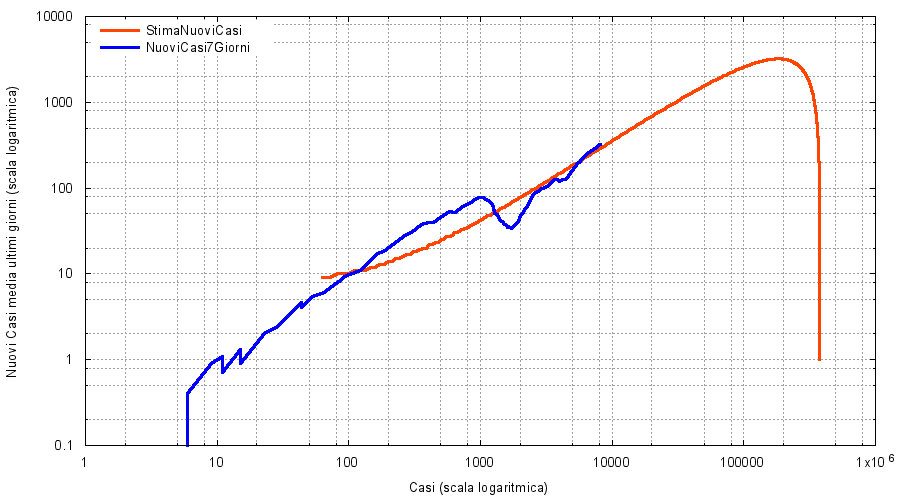 StimaNuoviCasi
NuoviCasi7Giorni
Nuovi Casi media ultimi giorni (scala logaritmica)
10000
1000
100
10
1
0.1
1
10
100
1000
10000
100000
1x10 6
Casi (scala logaritmica)